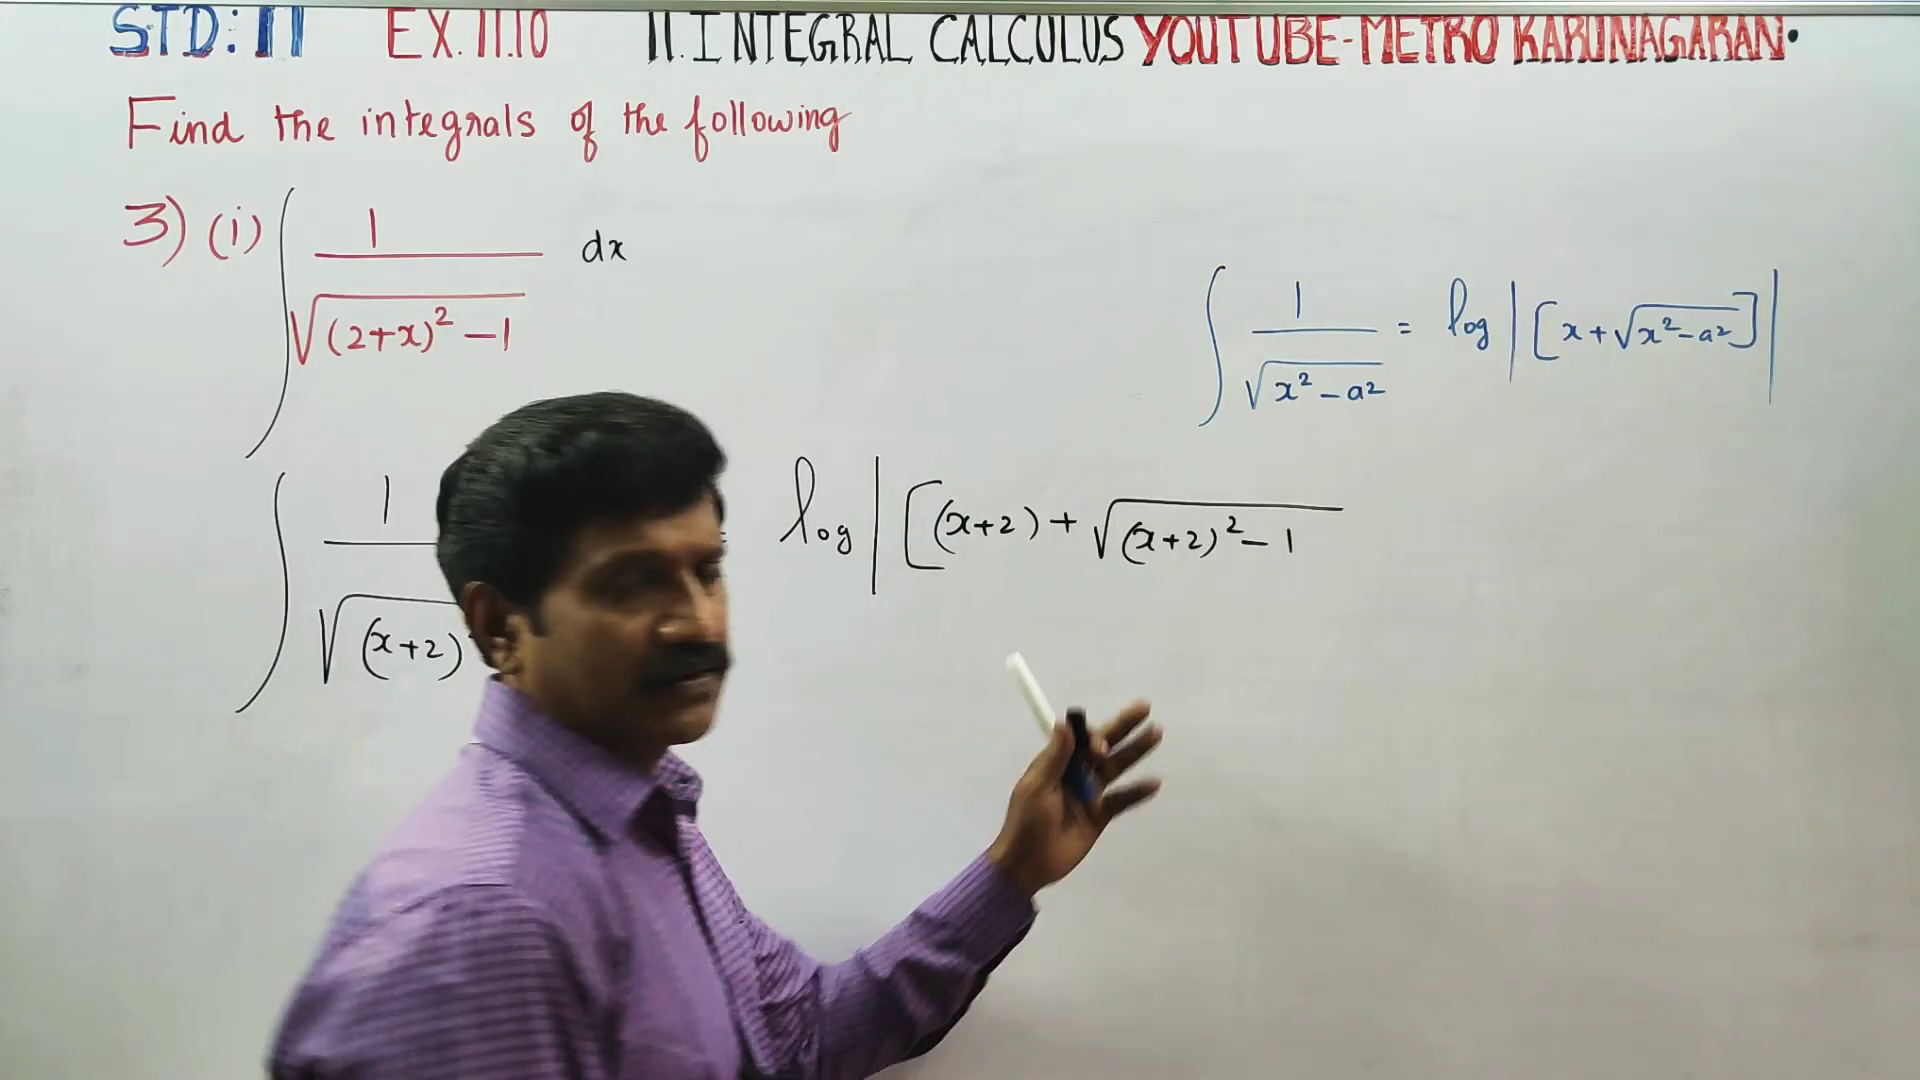 STD: 11 EX. 11.10 11. INTEGRAL CALCULUS YOUTUBE-METRO KARUNAGARAN.
Find the integrals of the following
3) (i) ∫ 1/√((2+x)² - 1) dx
∫ 1/√(x² - a²) = log |[x + √(x² - a²)]|
∫ 1/√((x+2) = log |[(x+2) + √((x+2)² - 1)